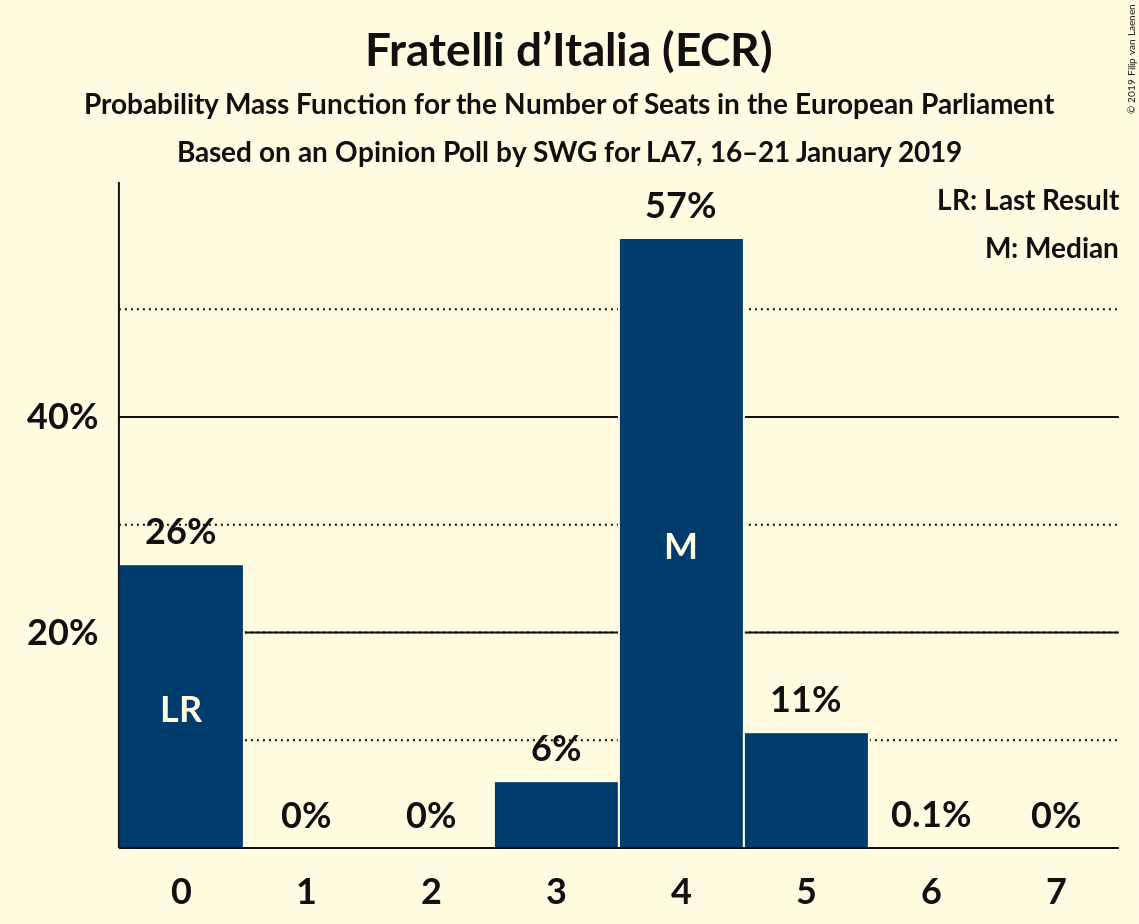 Fratelli d’Italia (ECR)
Probability Mass Function for the Number of Seats in the European Parliament
Based on an Opinion Poll by SWG for LA7, 16–21 January 2019
© 2019 Filip van Laenen
LR: Last Result
M: Median
57%
40%
26%
M
20%
LR
11%
6%
0%
0%
0.1%
0%
0 1 2 3 4 5 6 7